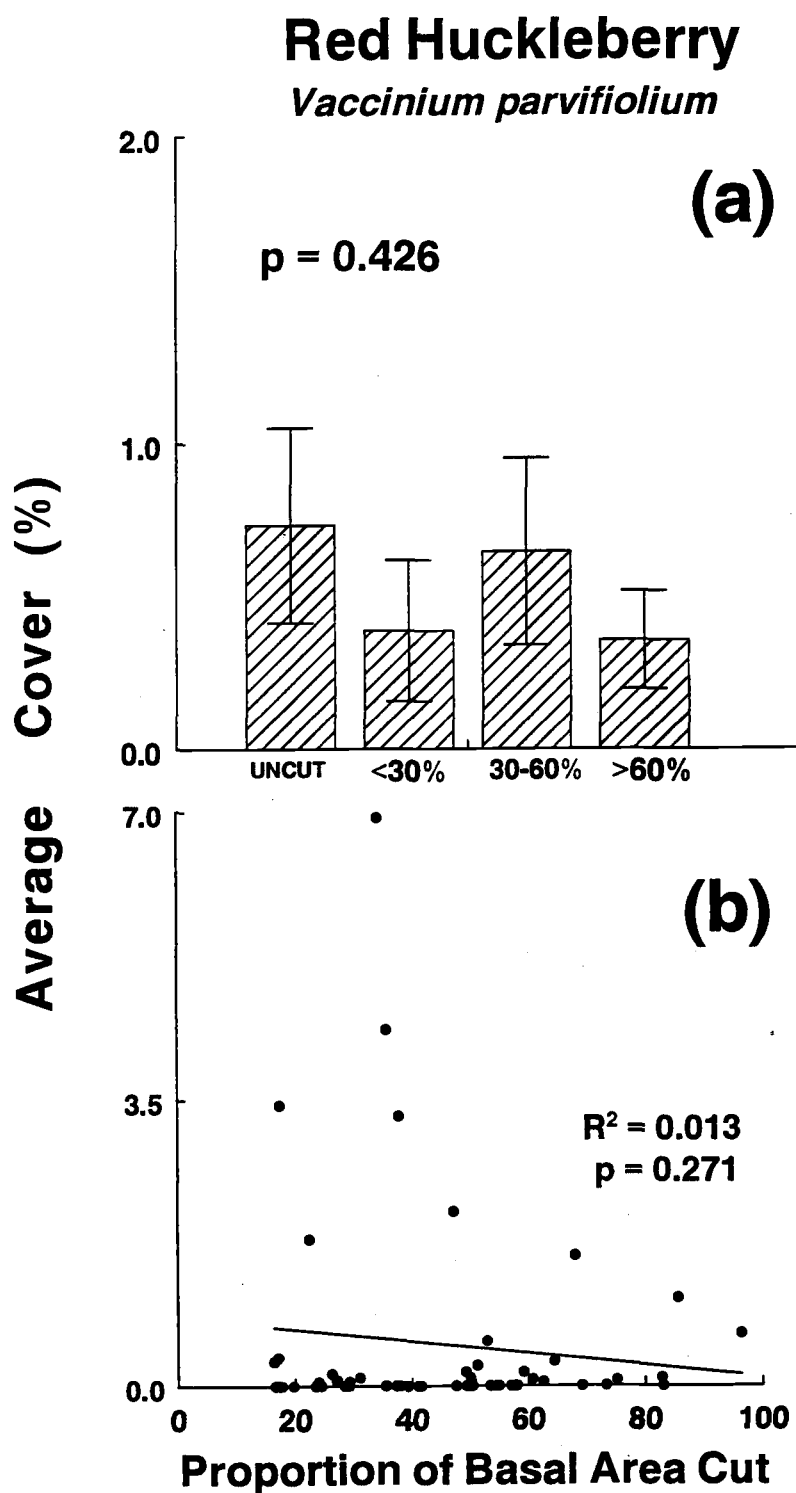 Red Huckleberry
Vaccinium parvifiolium
(a)
p = 0.426
2.0
1.0
0.0
UNCUT <30% 30-60% >60%
Average Cover (%)
(b)
7.0
3.5
0.0
R² = 0.013
p = 0.271
0 20 40 60 80 100
Proportion of Basal Area Cut